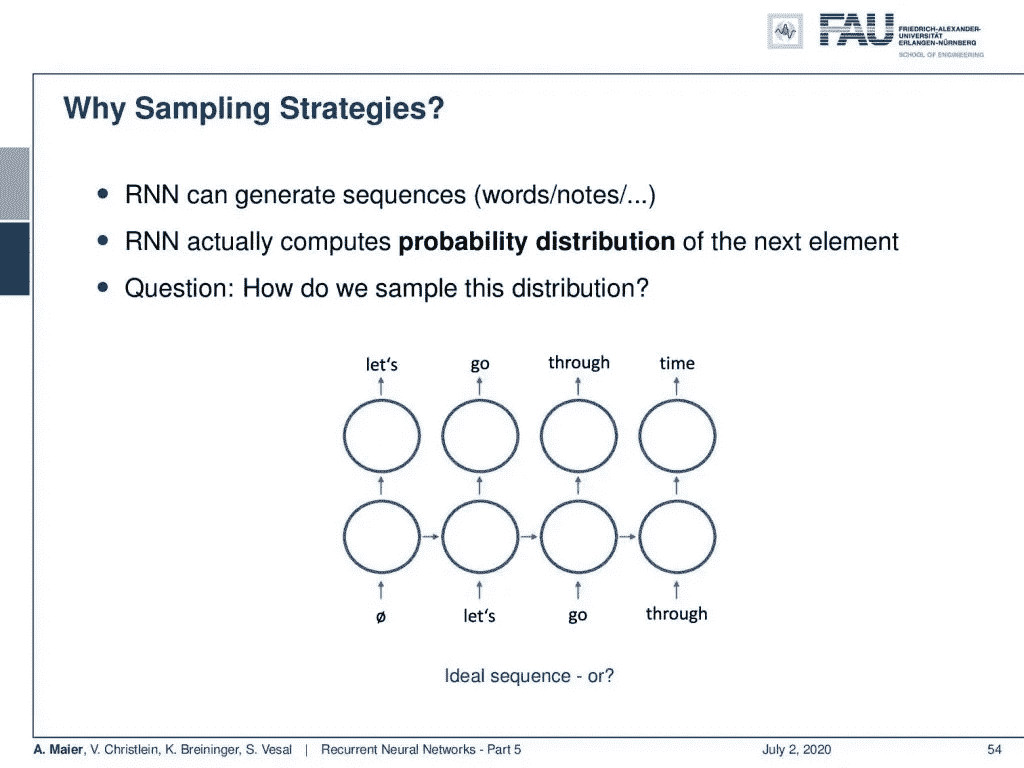 FAU FRIEDRICH-ALEXANDER-
UNIVERSITÄT
ERLANGEN-NÜRNBERG
SCHOOL OF ENGINEERING
Why Sampling Strategies?
• RNN can generate sequences (words/notes/...)
• RNN actually computes probability distribution of the next element
• Question: How do we sample this distribution?
let‘s go through time
ø let‘s go through
Ideal sequence - or?
A. Maier, V. Christlein, K. Breininger, S. Vesal | Recurrent Neural Networks - Part 5 July 2, 2020 54